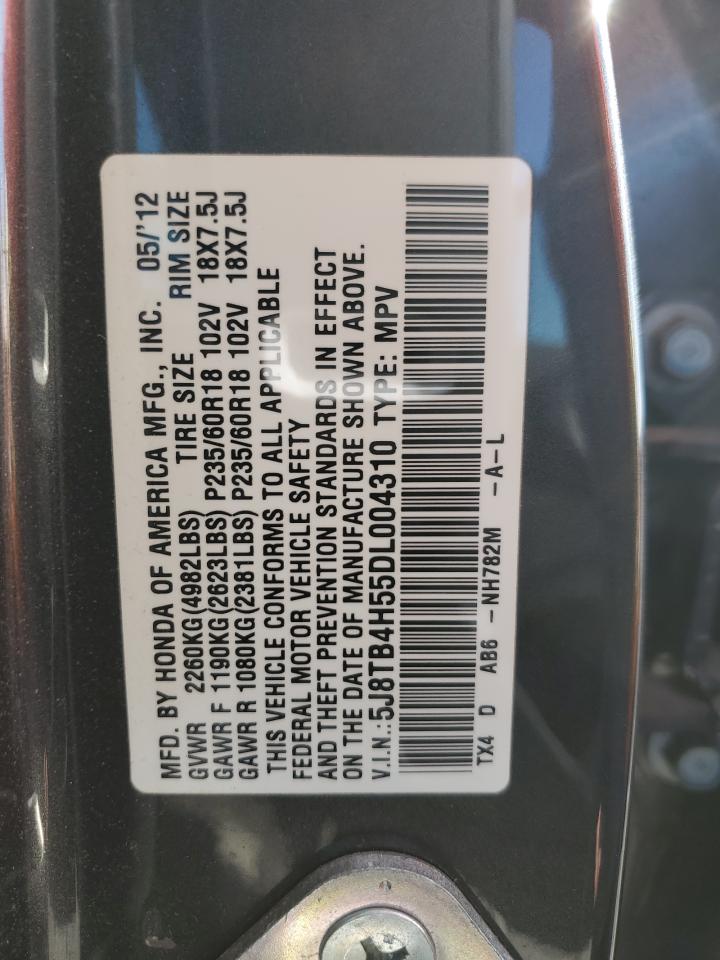 MFD. BY HONDA OF AMERICA MFG., INC. 05/'12
GVWR 2260KG(4982LBS) TIRE SIZE RIM SIZE
GAWR F 1190KG(2623LBS) P235/60R18 102V 18X7.5J
GAWR R 1080KG(2381LBS) P235/60R18 102V 18X7.5J
THIS VEHICLE CONFORMS TO ALL APPLICABLE
FEDERAL MOTOR VEHICLE SAFETY
AND THEFT PREVENTION STANDARDS IN EFFECT
ON THE DATE OF MANUFACTURE SHOWN ABOVE.
V.I.N.:5J8TB4H55DL004310 TYPE: MPV
TX4 D AB6 -NH782M -A-L